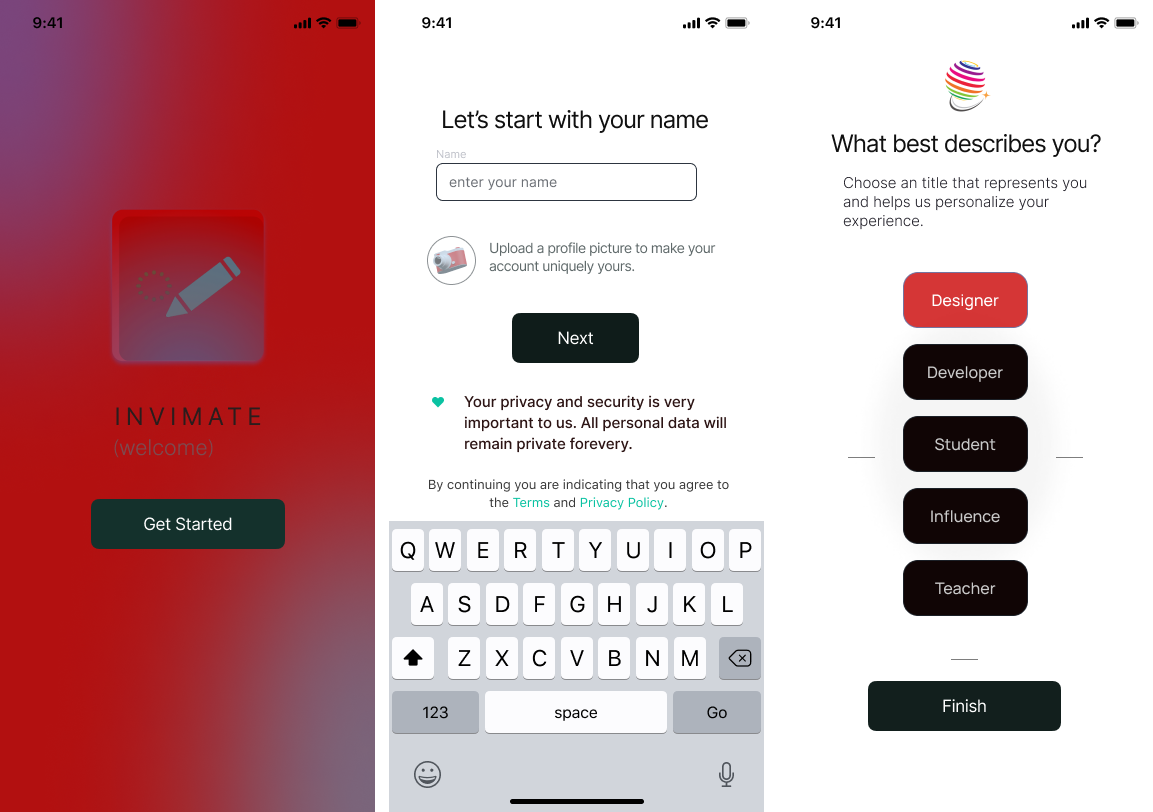 9:41
INVIMATE
(welcome)
Get Started
9:41
Let's start with your name
Name
enter your name
Upload a profile picture to make your
account uniquely yours.
Next
Your privacy and security is very
important to us. All personal data will
remain private forevery.
By continuing you are indicating that you agree to
the Terms and Privacy Policy.
Q W E R T Y U I O P
A S D F G H J K L
Z X C V B N M
123 space Go
9:41
What best describes you?
Choose an title that represents you
and helps us personalize your
experience.
Designer
Developer
Student
Influence
Teacher
Finish